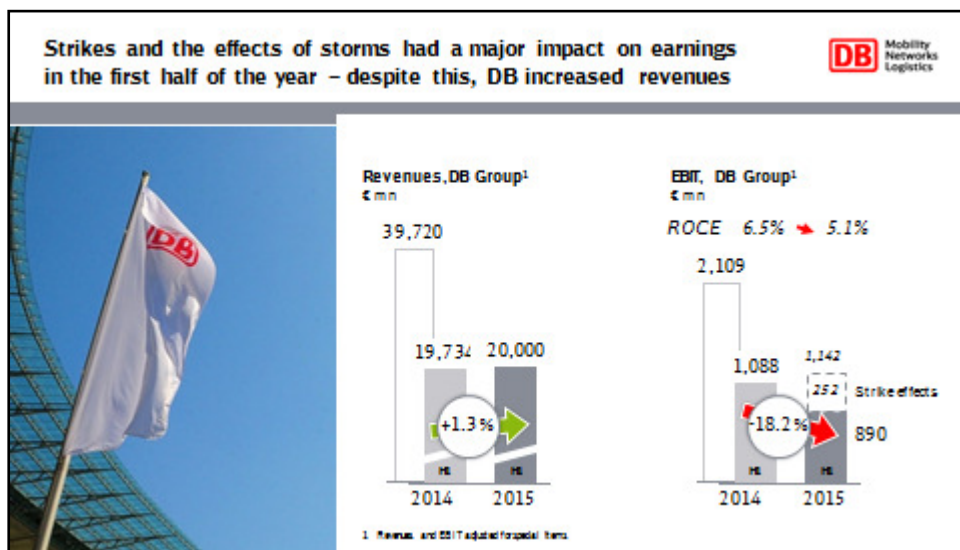 Strikes and the effects of storms had a major impact on earnings
in the first half of the year – despite this, DB increased revenues
DB
Mobility
Networks
Logistics
DB
Revenues, DB Group¹
€ mn
39,720
19,734
20,000
+1.3 %
H1
H1
2014
2015
EBIT, DB Group¹
€ mn
ROCE 6.5% 5.1%
2,109
1,088
1,142
252
Strike effects
-18.2 %
890
H1
H1
2014
2015
1 Revenues and EBIT adjusted for special items